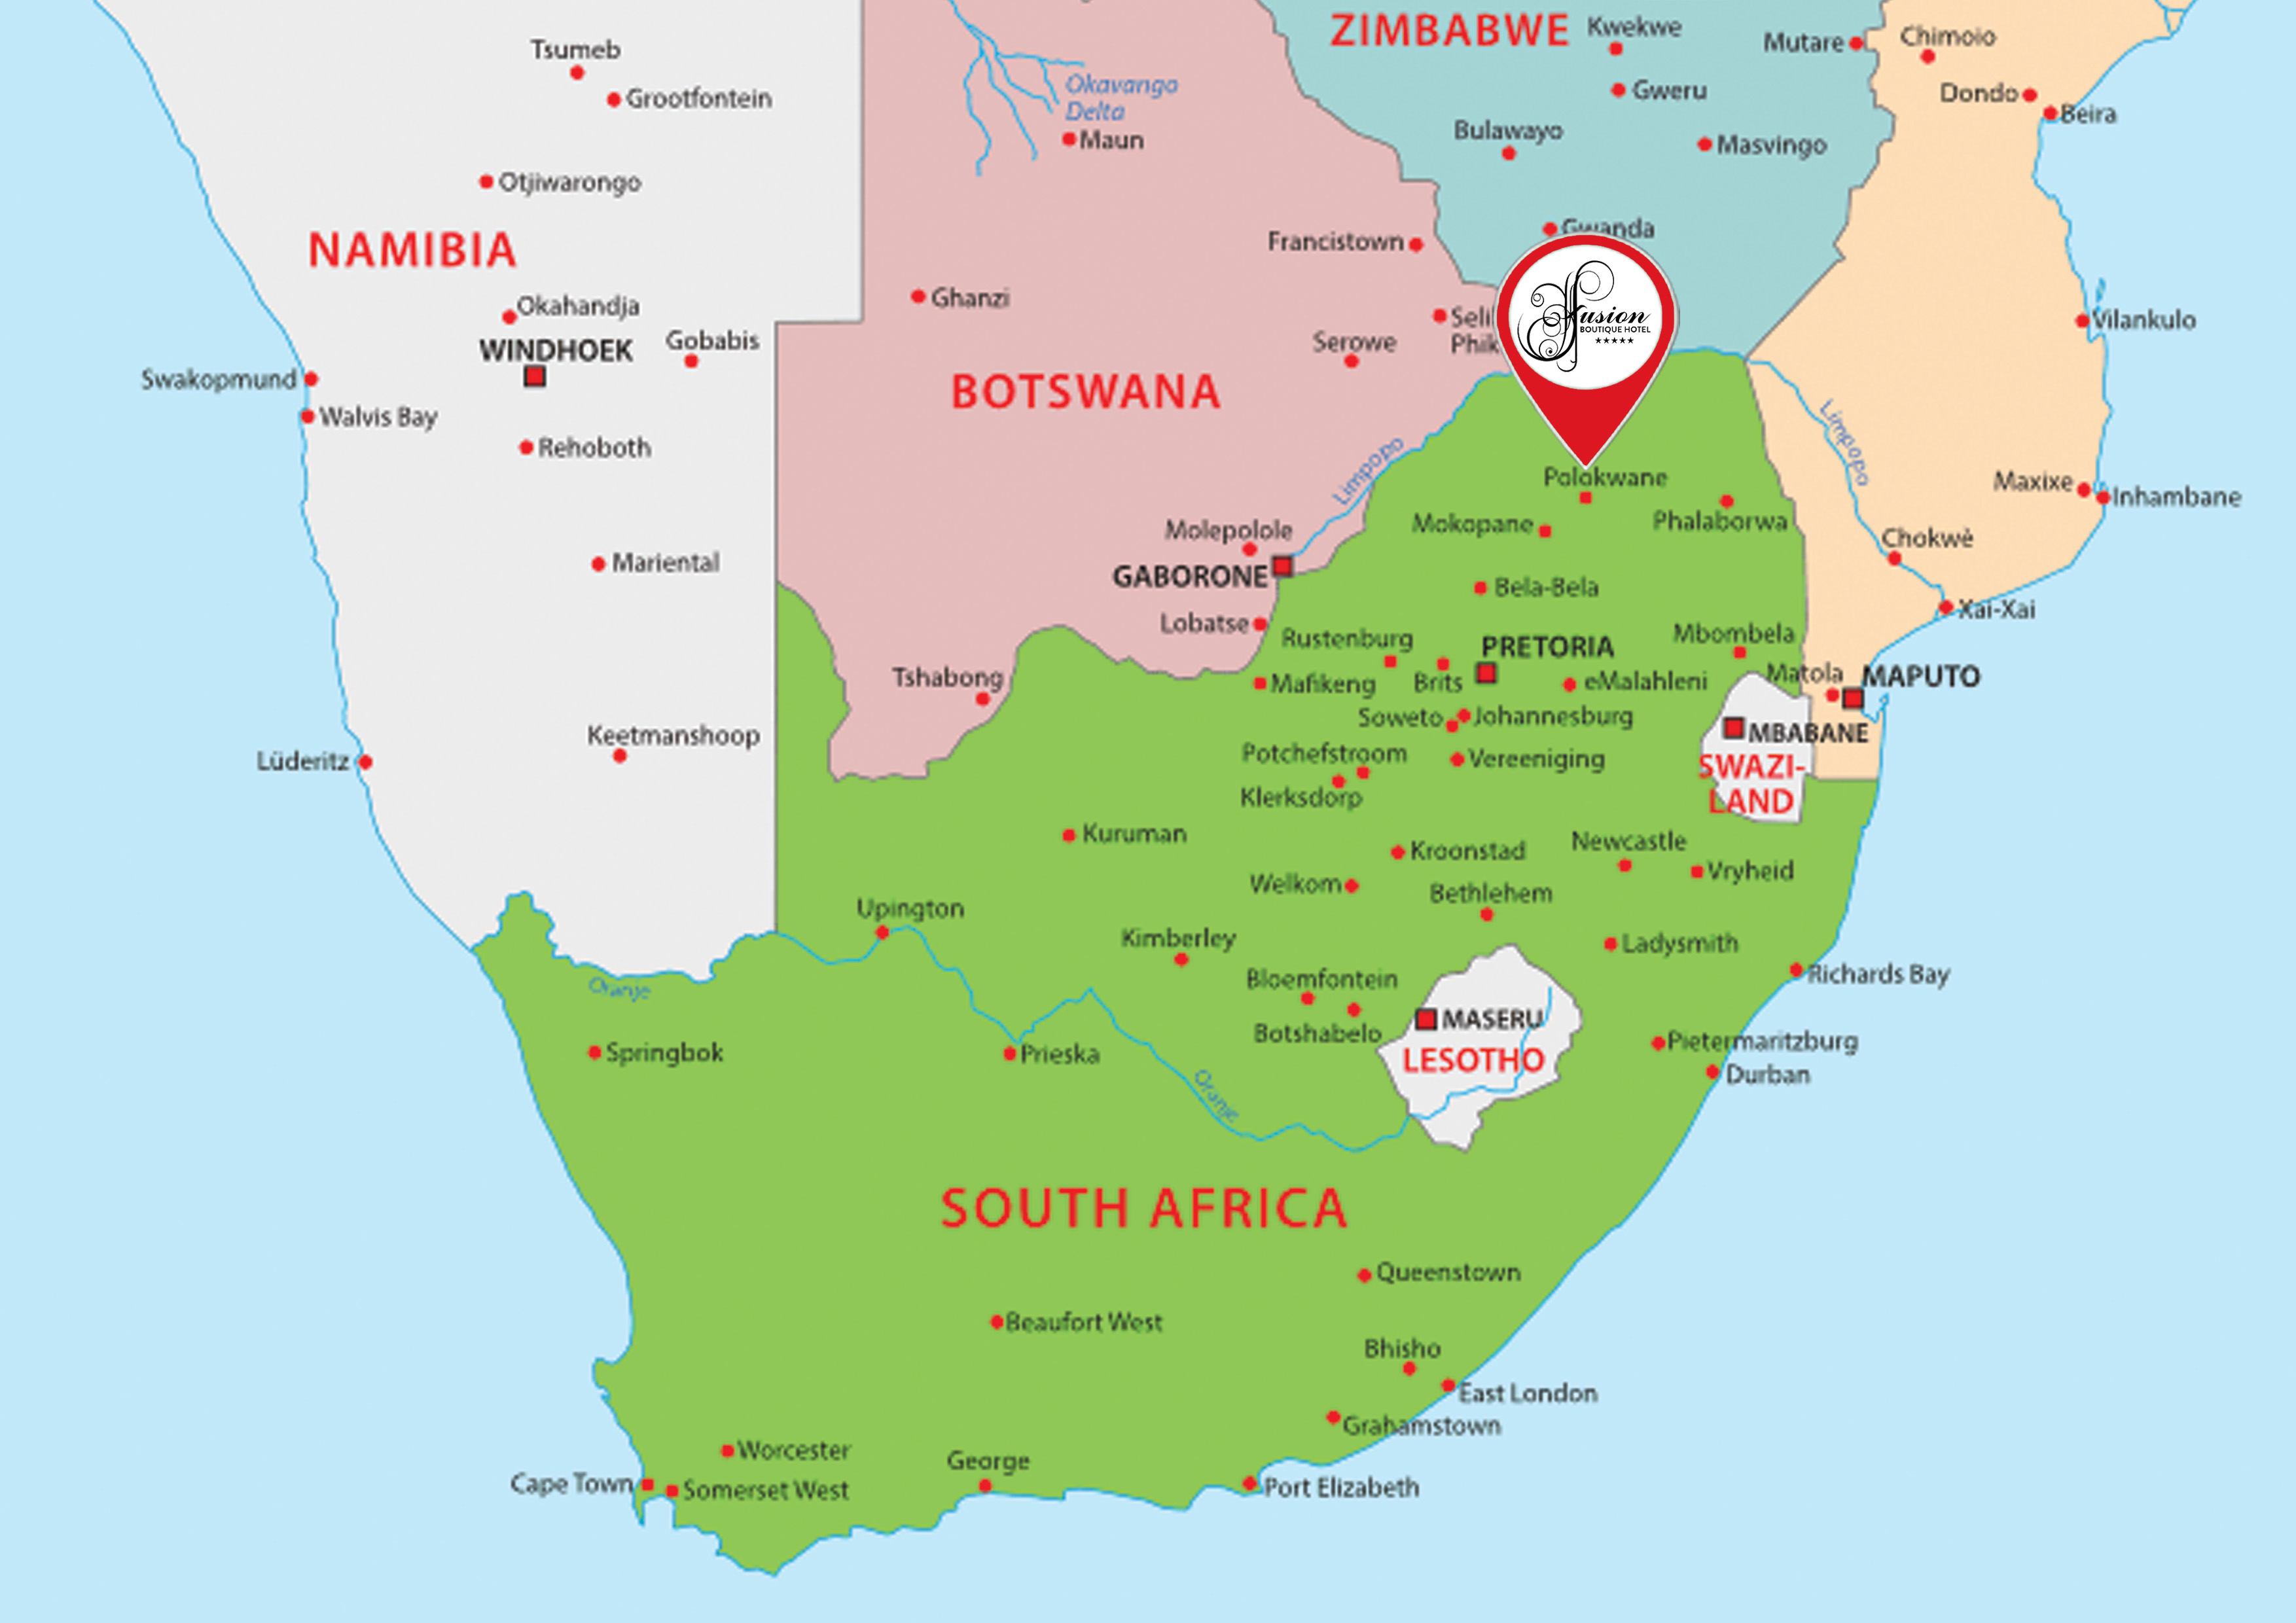 ZIMBABWE
Kwekwe
Mutare
Chimoio
Tsumeb
Grootfontein
Okavango
Delta
Gweru
Dondo
Beira
Maun
Bulawayo
Masvingo
Otjiwarongo
NAMIBIA
Francistown
Gwanda
Okahandja
Ghanzi
Seli
Phik
fusion
BOUTIQUE HOTEL
★★★★★
Vilankulo
WINDHOEK
Gobabis
Serowe
Swakopmund
BOTSWANA
Walvis Bay
Rehoboth
Limpopo
Limpopo
Polokwane
Maxixe
Inhambane
Molepolole
Mokopane
Phalaborwa
Chokwè
Mariental
GABORONE
Bela-Bela
Lobatse
Xai-Xai
Rustenburg
PRETORIA
Mbombela
Tshabong
Mafikeng
Brits
eMalahleni
Matola
MAPUTO
Soweto
Johannesburg
MBABANE
Keetmanshoop
Lüderitz
Potchefstroom
Vereeniging
SWAZI-
LAND
Klerksdorp
Kuruman
Kroonstad
Newcastle
Vryheid
Welkom
Bethlehem
Upington
Kimberley
Ladysmith
Oranje
Bloemfontein
Richards Bay
Botshabelo
MASERU
LESOTHO
Springbok
Prieska
Oranje
Pietermaritzburg
Durban
SOUTH AFRICA
Queenstown
Beaufort West
Bhisho
East London
Grahamstown
Worcester
George
Cape Town
Somerset West
Port Elizabeth